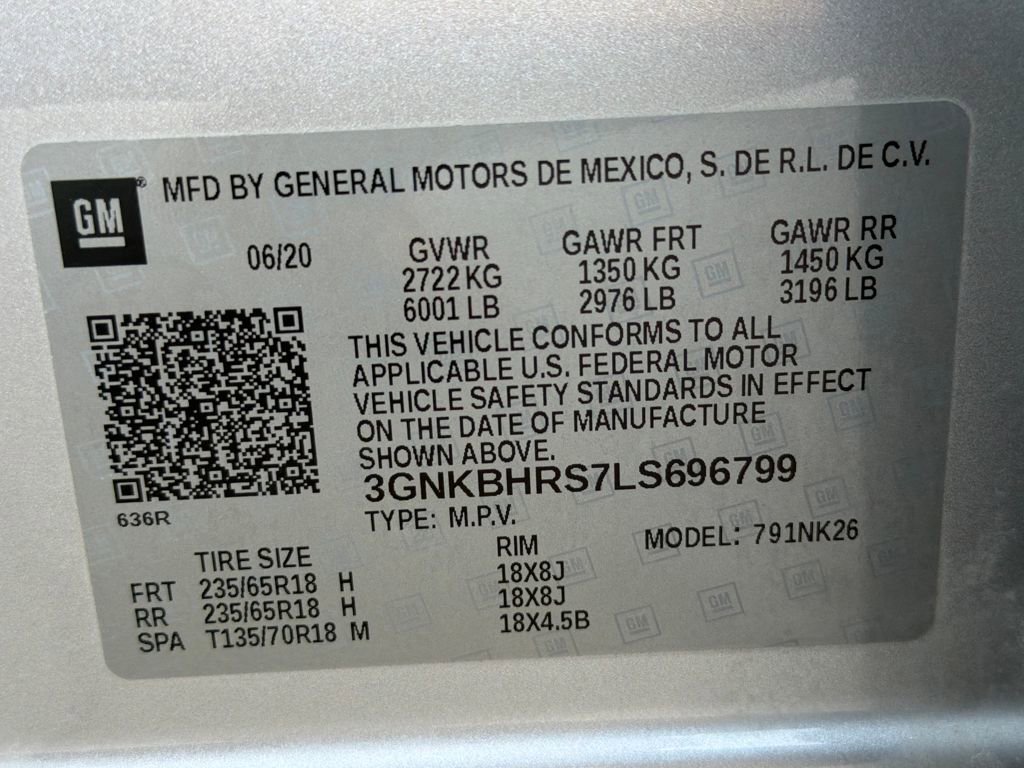 GM® MFD BY GENERAL MOTORS DE MEXICO, S. DE R.L. DE C.V.
06/20 GVWR GAWR FRT GAWR RR
2722 KG 1350 KG 1450 KG
6001 LB 2976 LB 3196 LB
THIS VEHICLE CONFORMS TO ALL
APPLICABLE U.S. FEDERAL MOTOR
VEHICLE SAFETY STANDARDS IN EFFECT
ON THE DATE OF MANUFACTURE
SHOWN ABOVE.
3GNKBHRS7LS696799
636R
TYPE: M.P.V. MODEL: 791NK26
TIRE SIZE RIM
FRT 235/65R18 H 18X8J
RR 235/65R18 H 18X8J
SPA T135/70R18 M 18X4.5B